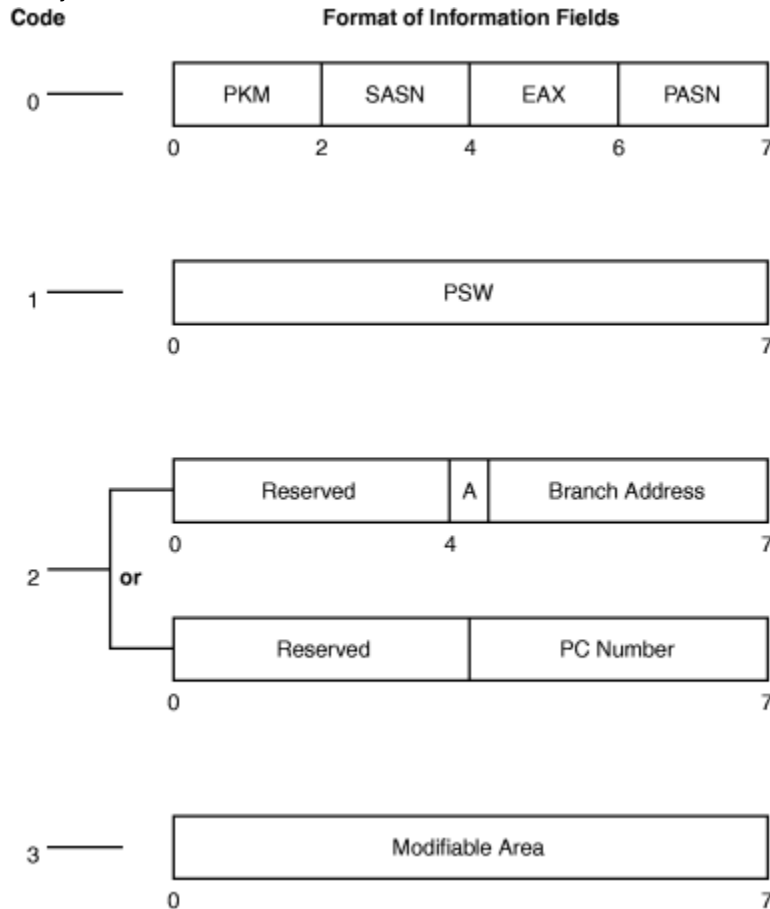 Code Format of Information Fields
0 PKM SASN EAX PASN
0 2 4 6 7
1 PSW
0 7
Reserved A Branch Address
0 4 7
2 or
Reserved PC Number
0 7
3 Modifiable Area
0 7